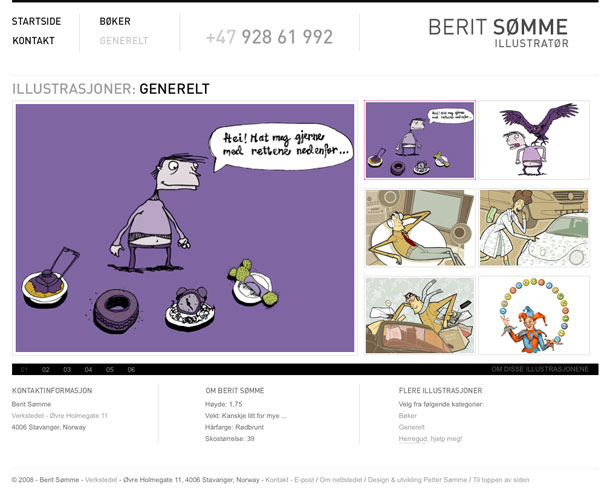 STARTSIDE
KONTAKT
BØKER
GENERELT
+47 928 61 992
BERIT SØMME
ILLUSTRATØR
ILLUSTRASJONER: GENERELT
Hei! Mat meg gjerne
med rettene nedenfor...
Hei! Mat meg gjerne
med rettene nedenfor...
01 02 03 04 05 06
OM DISSE ILLUSTRASJONENE
KONTAKTINFORMASJON
Berit Sømme
Verkstedet - Øvre Holmegate 11
4006 Stavanger, Norway
OM BERIT SØMME
Høyde: 1,75
Vekt: Kanskje litt for mye ...
Hårfarge: Rødbrunt
Skostørrelse: 39
FLERE ILLUSTRASJONER
Velg fra følgende kategorier:
Bøker
Generelt
Herregud, hjelp meg!
© 2008 - Berit Sømme - Verkstedet - Øvre Holmegate 11, 4006 Stavanger, Norway - Kontakt - E-post / Om nettstedet / Design & utvikling Petter Sømme / Til toppen av siden